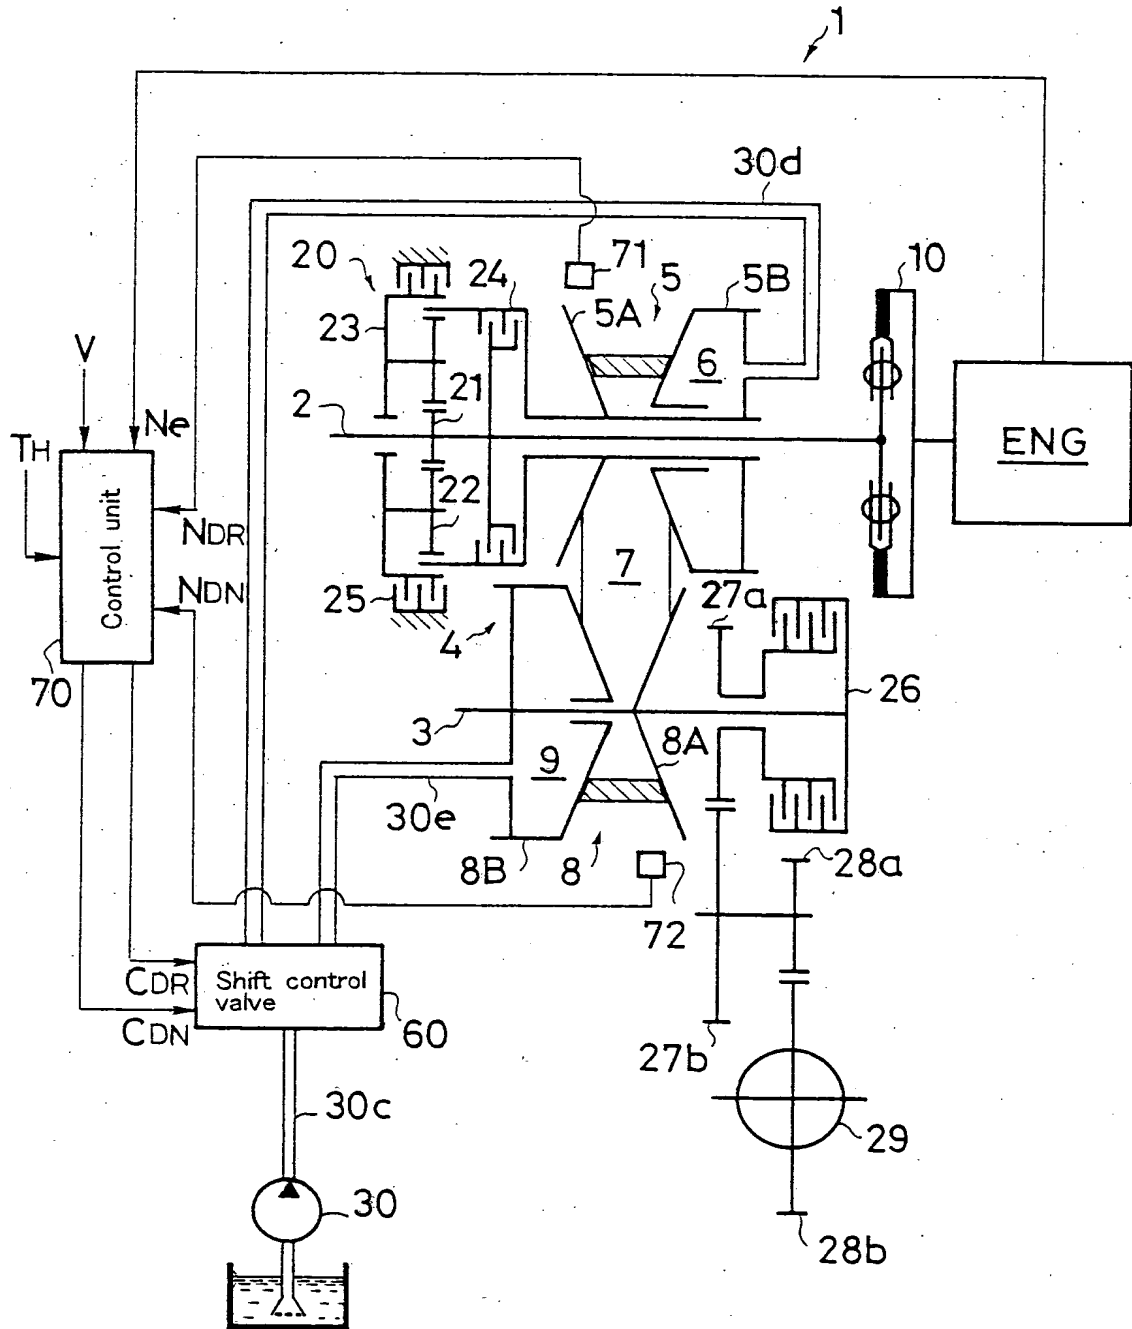 1
30d
20
24
71
5
5B
10
23
5A
6
V
21
2
Ne
TH
ENG
Control unit
22
NDR
7
NDN
25
27a
4
70
26
3
9
8A
30e
8B
8
28a
72
CDR
Shift control
valve
CDN
60
27b
30c
29
30
28b